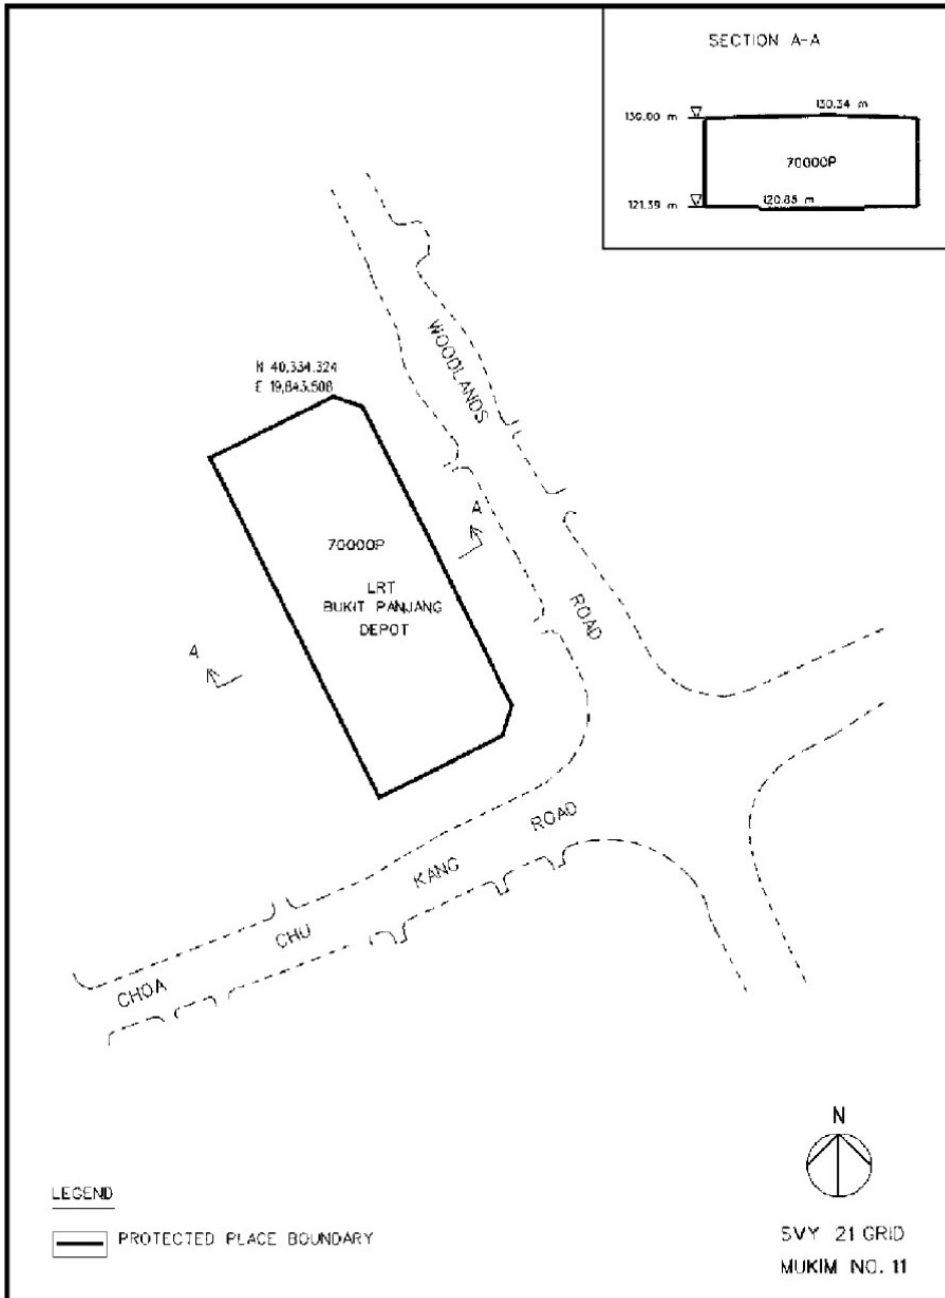 SECTION A-A
130.34 m
130.00 m
70000P
121.39 m
120.85 m
WOODLANDS
ROAD
N 40,334.324
E 19,843.508
A
70000P
LRT
BUKIT PANJANG
DEPOT
A
CHOA
CHU
KANG
ROAD
N
LEGEND
PROTECTED PLACE BOUNDARY
SVY 21 GRID
MUKIM NO. 11